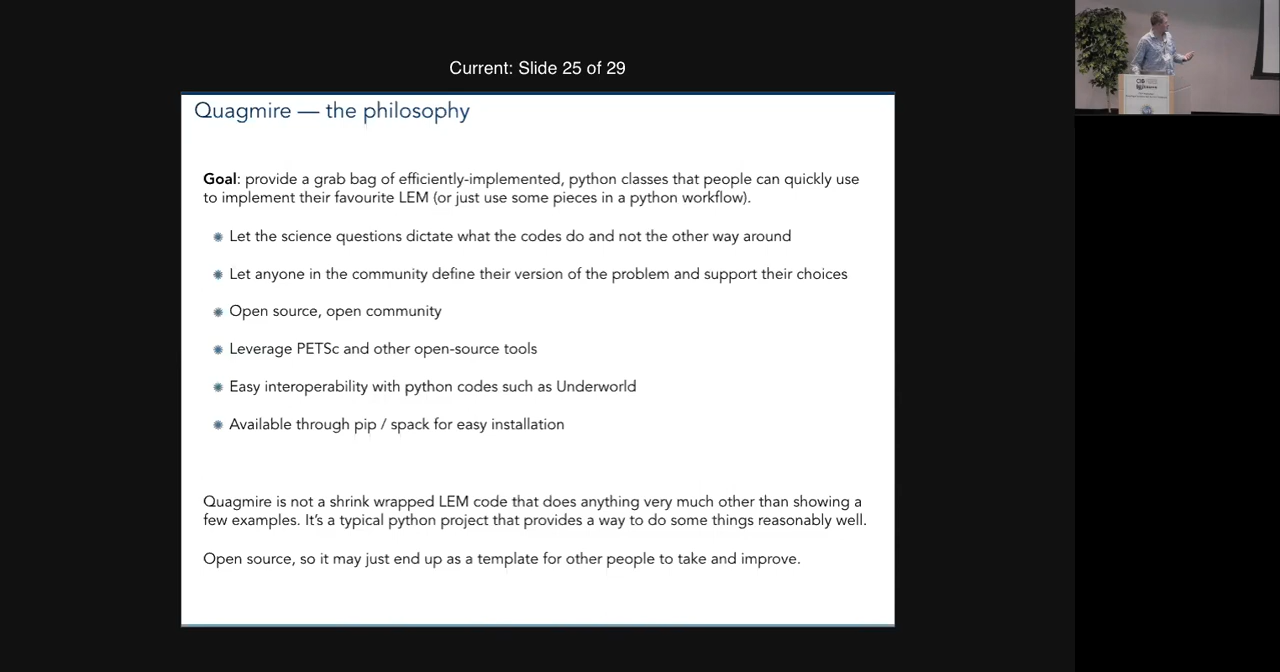 Current: Slide 25 of 29
Quagmire — the philosophy
Goal: provide a grab bag of efficiently-implemented, python classes that people can quickly use
to implement their favourite LEM (or just use some pieces in a python workflow).
Let the science questions dictate what the codes do and not the other way around
Let anyone in the community define their version of the problem and support their choices
Open source, open community
Leverage PETSc and other open-source tools
Easy interoperability with python codes such as Underworld
Available through pip / spack for easy installation
Quagmire is not a shrink wrapped LEM code that does anything very much other than showing a
few examples. It’s a typical python project that provides a way to do some things reasonably well.
Open source, so it may just end up as a template for other people to take and improve.